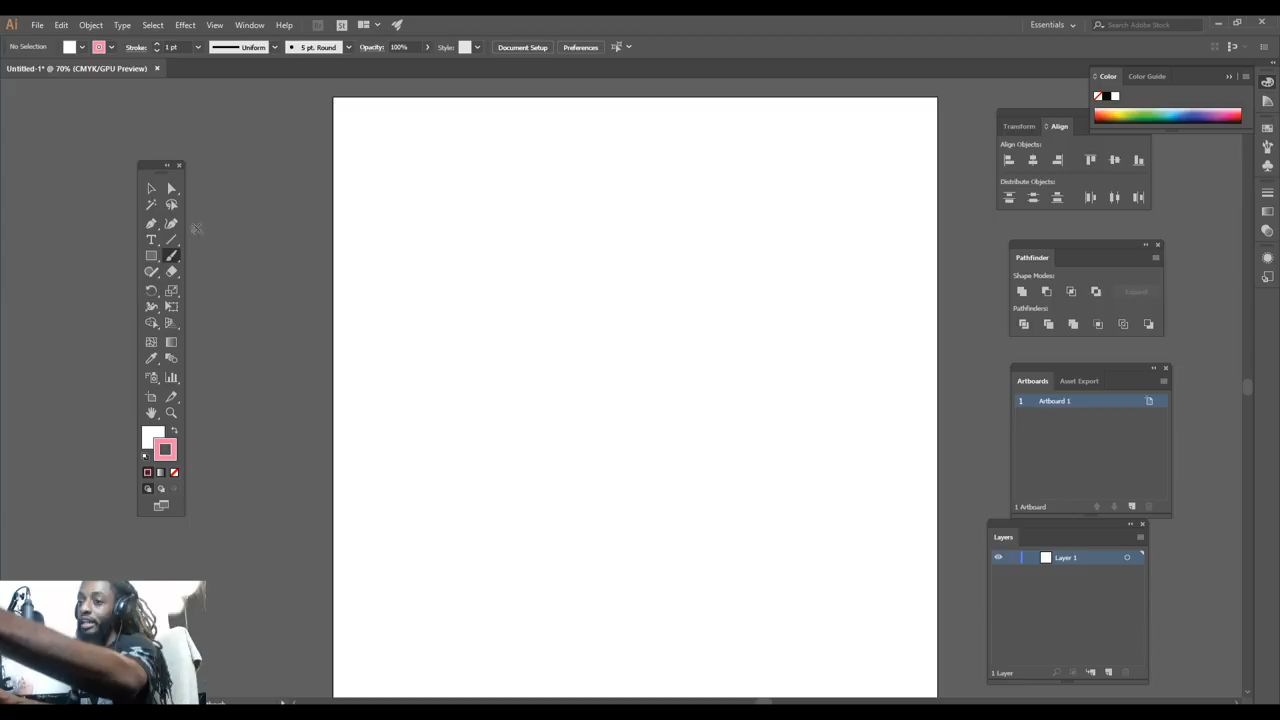 Ai File Edit Object Type Select Effect View Window Help Br St Essentials Search Adobe Stock
No Selection Stroke: 1 pt Uniform 5 pt. Round Opacity: 100% Style: Document Setup Preferences
Untitled-1* @ 70% (CMYK/GPU Preview)
Color Color Guide
Transform Align
Align Objects:
Distribute Objects:
Pathfinder
Shape Modes:
Expand
Pathfinders:
Artboards Asset Export
1 Artboard 1
1 Artboard
Layers
Layer 1
1 Layer